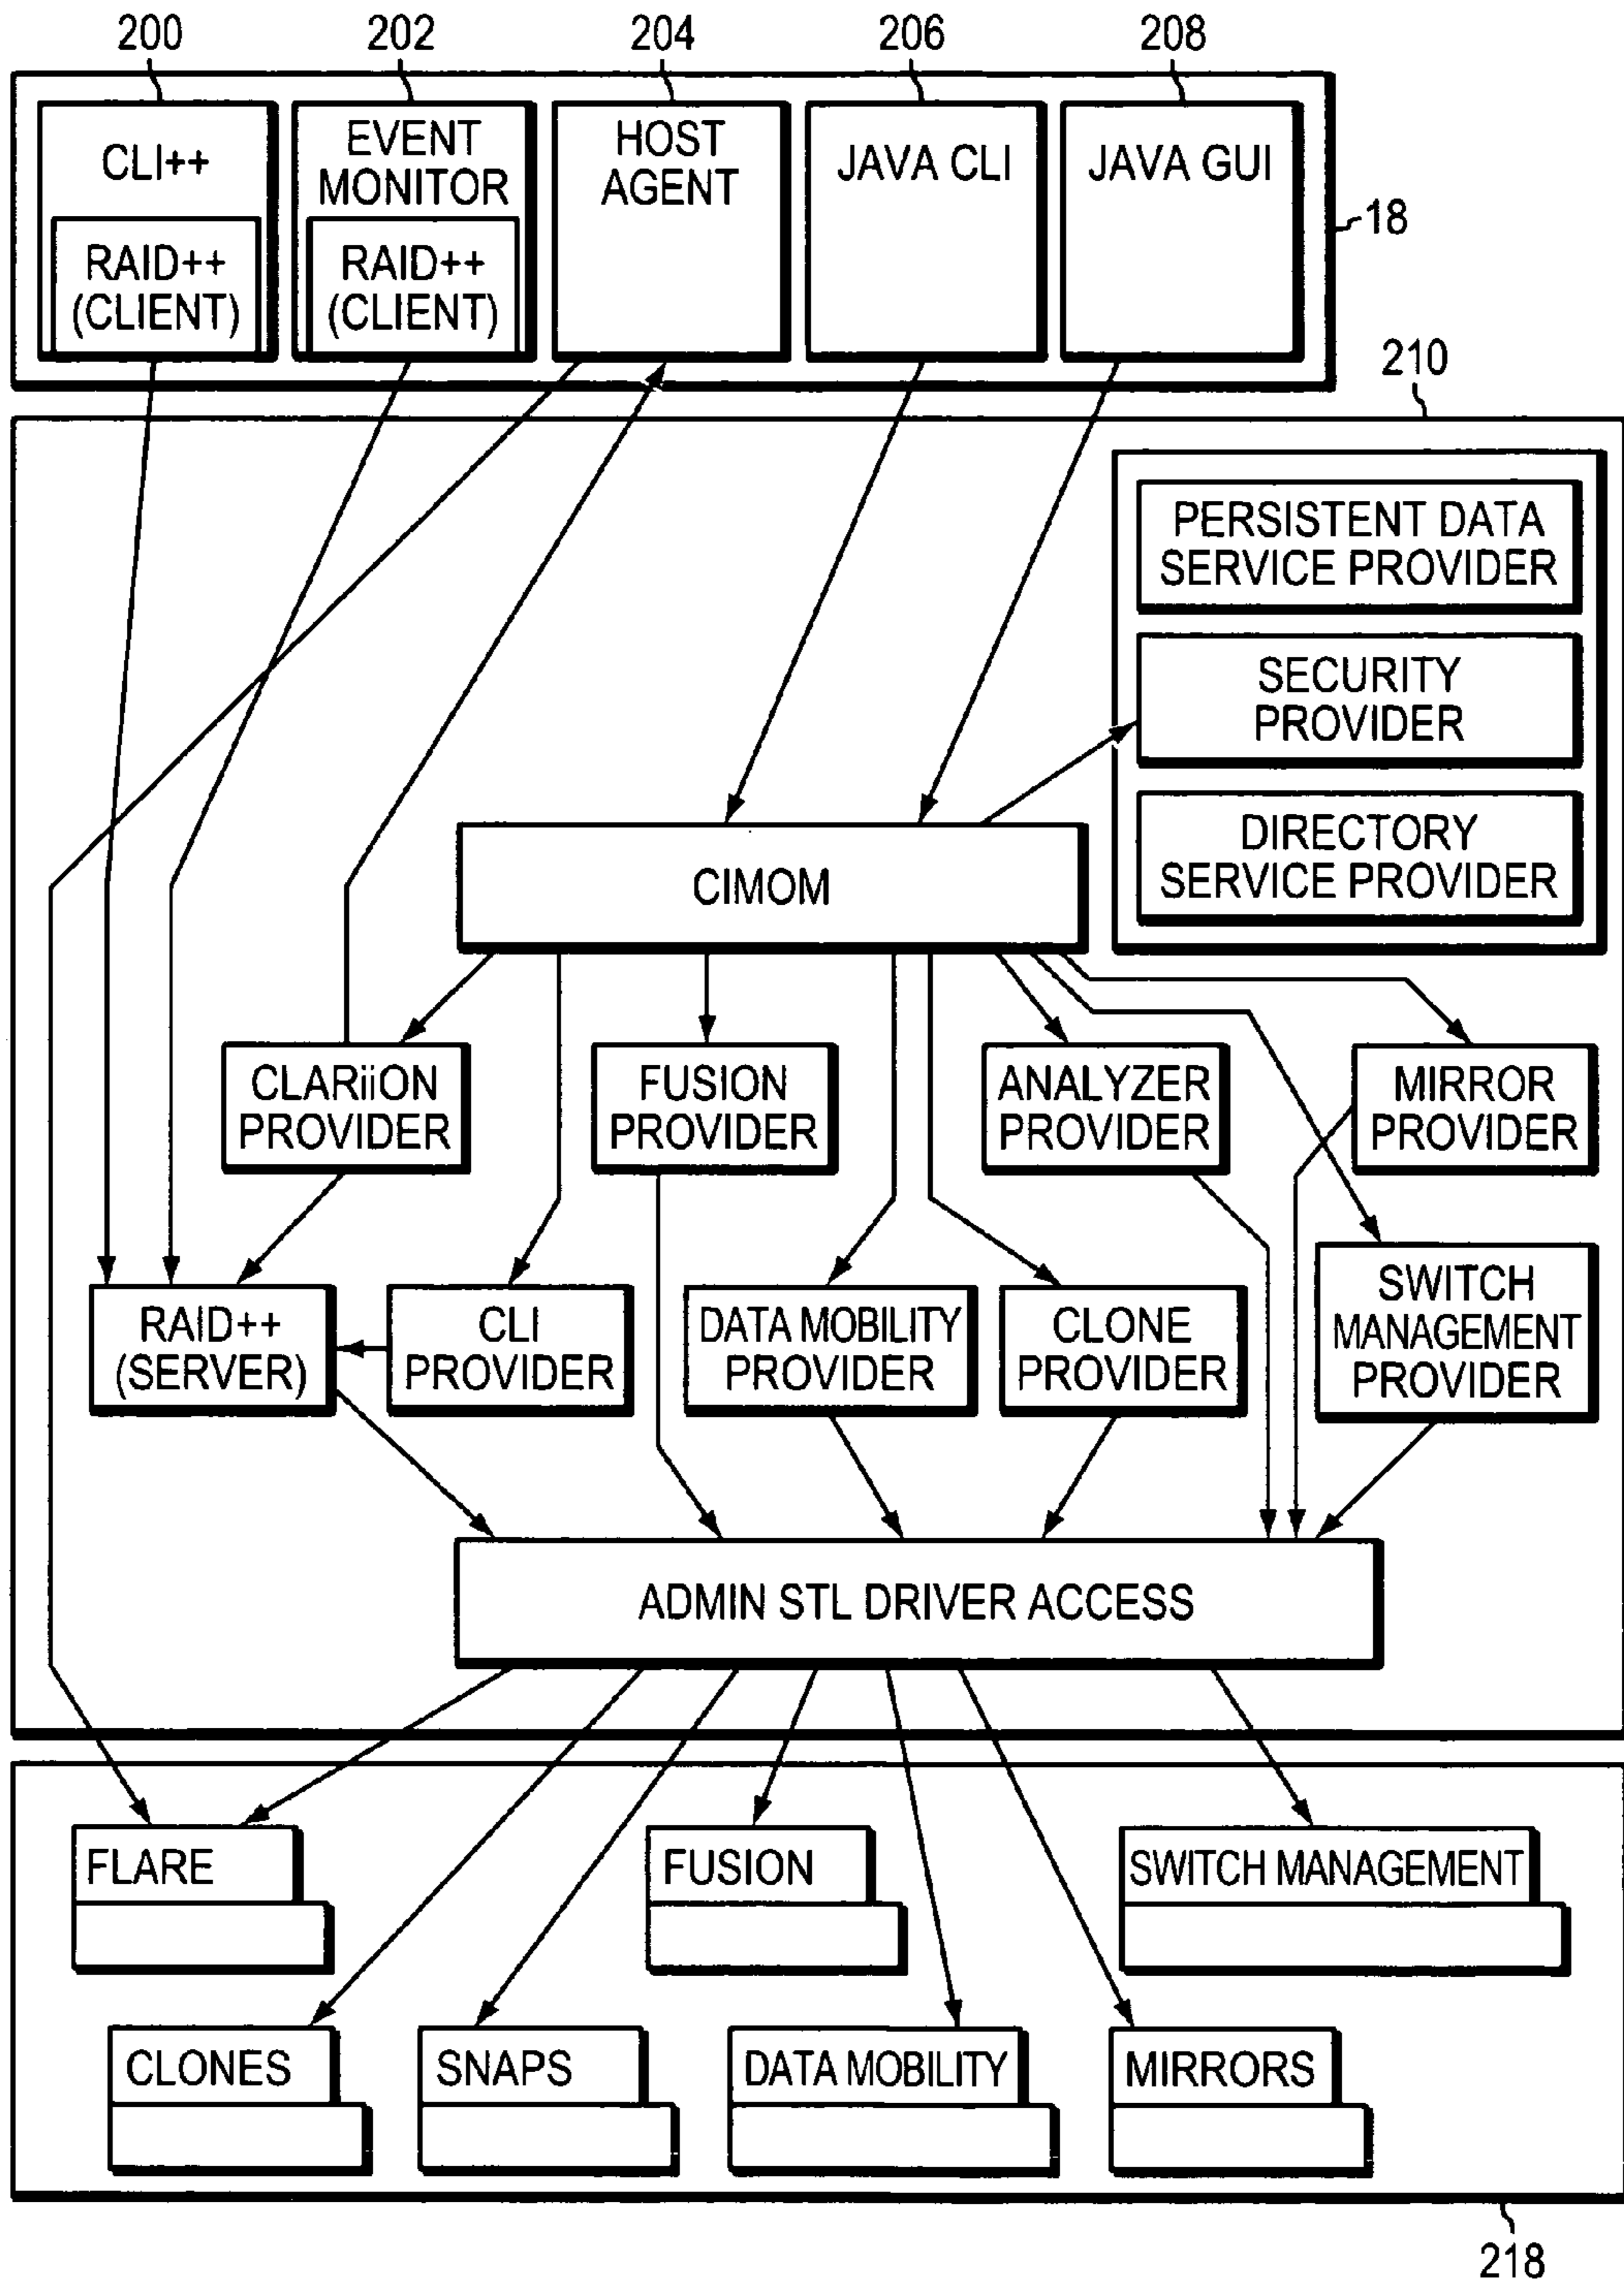 200
202
204
206
208
CLI++
RAID++
(CLIENT)
EVENT
MONITOR
RAID++
(CLIENT)
HOST
AGENT
JAVA CLI
JAVA GUI
18
210
PERSISTENT DATA
SERVICE PROVIDER
SECURITY
PROVIDER
DIRECTORY
SERVICE PROVIDER
CIMOM
CLARiiON
PROVIDER
FUSION
PROVIDER
ANALYZER
PROVIDER
MIRROR
PROVIDER
RAID++
(SERVER)
CLI
PROVIDER
DATA MOBILITY
PROVIDER
CLONE
PROVIDER
SWITCH
MANAGEMENT
PROVIDER
ADMIN STL DRIVER ACCESS
FLARE
FUSION
SWITCH MANAGEMENT
CLONES
SNAPS
DATA MOBILITY
MIRRORS
218